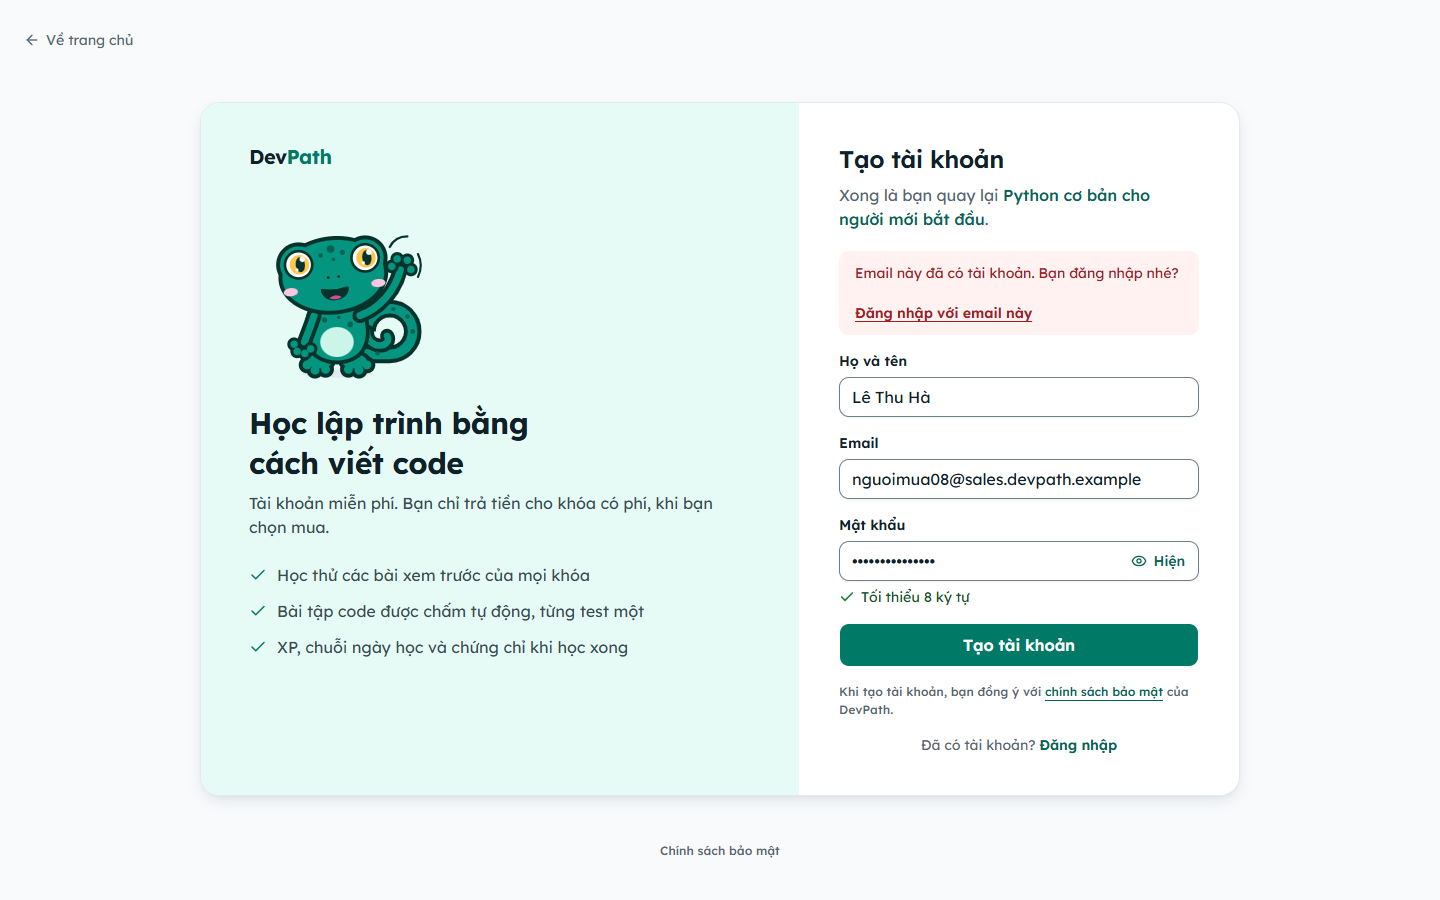 Về trang chủ
DevPath
Học lập trình bằng
cách viết code
Tài khoản miễn phí. Bạn chỉ trả tiền cho khóa có phí, khi bạn
chọn mua.
Học thử các bài xem trước của mọi khóa
Bài tập code được chấm tự động, từng test một
XP, chuỗi ngày học và chứng chỉ khi học xong
Tạo tài khoản
Xong là bạn quay lại Python cơ bản cho
người mới bắt đầu.
Email này đã có tài khoản. Bạn đăng nhập nhé?
Đăng nhập với email này
Họ và tên
Lê Thu Hà
Email
nguoimua08@sales.devpath.example
Mật khẩu
•••••••••••••••
Hiện
Tối thiểu 8 ký tự
Tạo tài khoản
Khi tạo tài khoản, bạn đồng ý với chính sách bảo mật của
DevPath.
Đã có tài khoản? Đăng nhập
Chính sách bảo mật